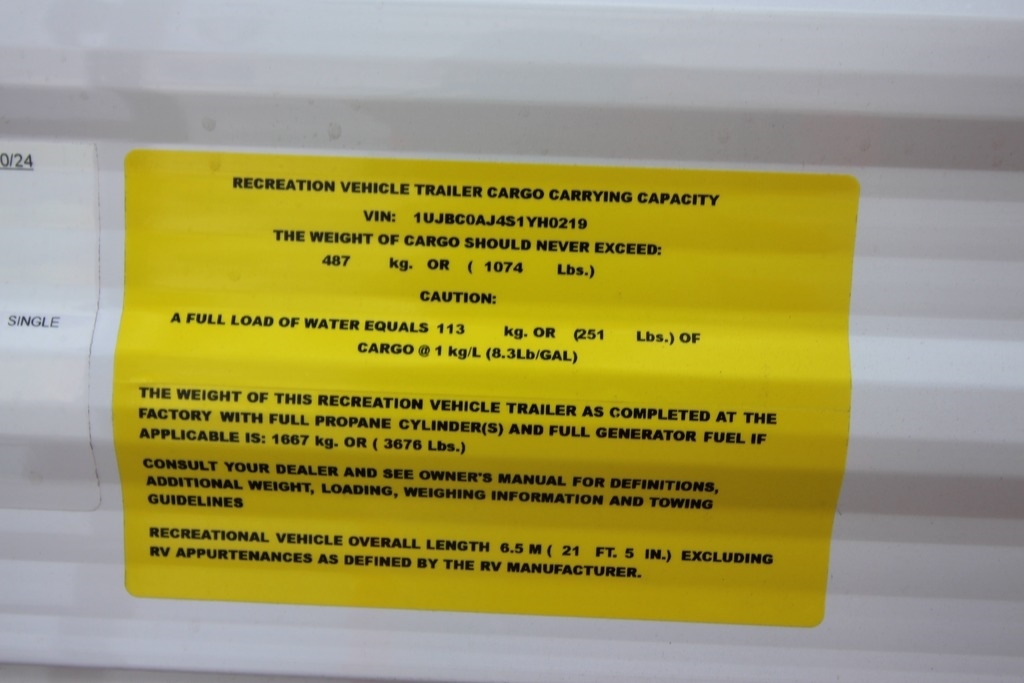 0/24
SINGLE
RECREATION VEHICLE TRAILER CARGO CARRYING CAPACITY
VIN: 1UJBC0AJ4S1YH0219
THE WEIGHT OF CARGO SHOULD NEVER EXCEED:
487 kg. OR ( 1074 Lbs.)
CAUTION:
A FULL LOAD OF WATER EQUALS 113 kg. OR (251 Lbs.) OF
CARGO @ 1 kg/L (8.3Lb/GAL)
THE WEIGHT OF THIS RECREATION VEHICLE TRAILER AS COMPLETED AT THE
FACTORY WITH FULL PROPANE CYLINDER(S) AND FULL GENERATOR FUEL IF
APPLICABLE IS: 1667 kg. OR ( 3676 Lbs.)
CONSULT YOUR DEALER AND SEE OWNER'S MANUAL FOR DEFINITIONS,
ADDITIONAL WEIGHT, LOADING, WEIGHING INFORMATION AND TOWING
GUIDELINES
RECREATIONAL VEHICLE OVERALL LENGTH 6.5 M ( 21 FT. 5 IN.) EXCLUDING
RV APPURTENANCES AS DEFINED BY THE RV MANUFACTURER.